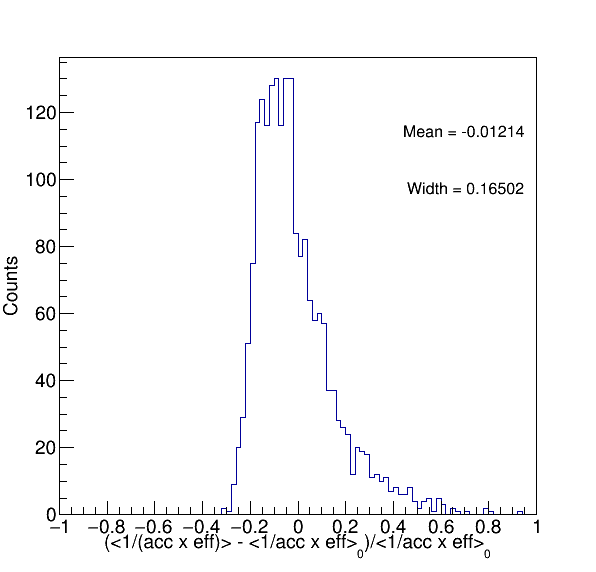 Counts
120
100
80
60
40
20
0
Mean = -0.01214
Width = 0.16502
−1 −0.8 −0.6 −0.4 −0.2 0 0.2 0.4 0.6 0.8 1
(<1/(acc x eff)> - <1/acc x eff>0)/<1/acc x eff>0